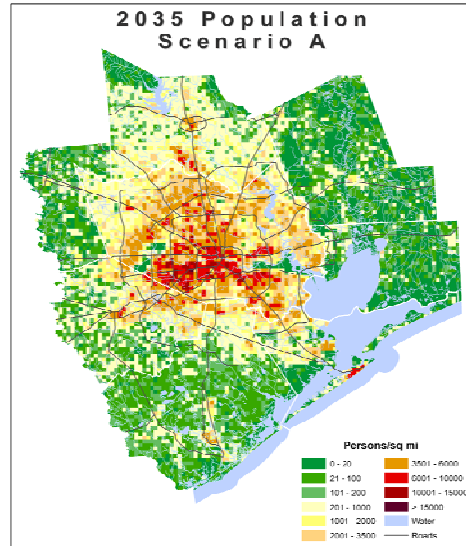 2035 Population
Scenario A
Persons/sq mi
0 - 20
21 - 100
101 - 200
201 - 1000
1001 - 2000
2001 - 3500
3501 - 6000
6001 - 10000
10001 - 15000
> 15000
Water
Roads